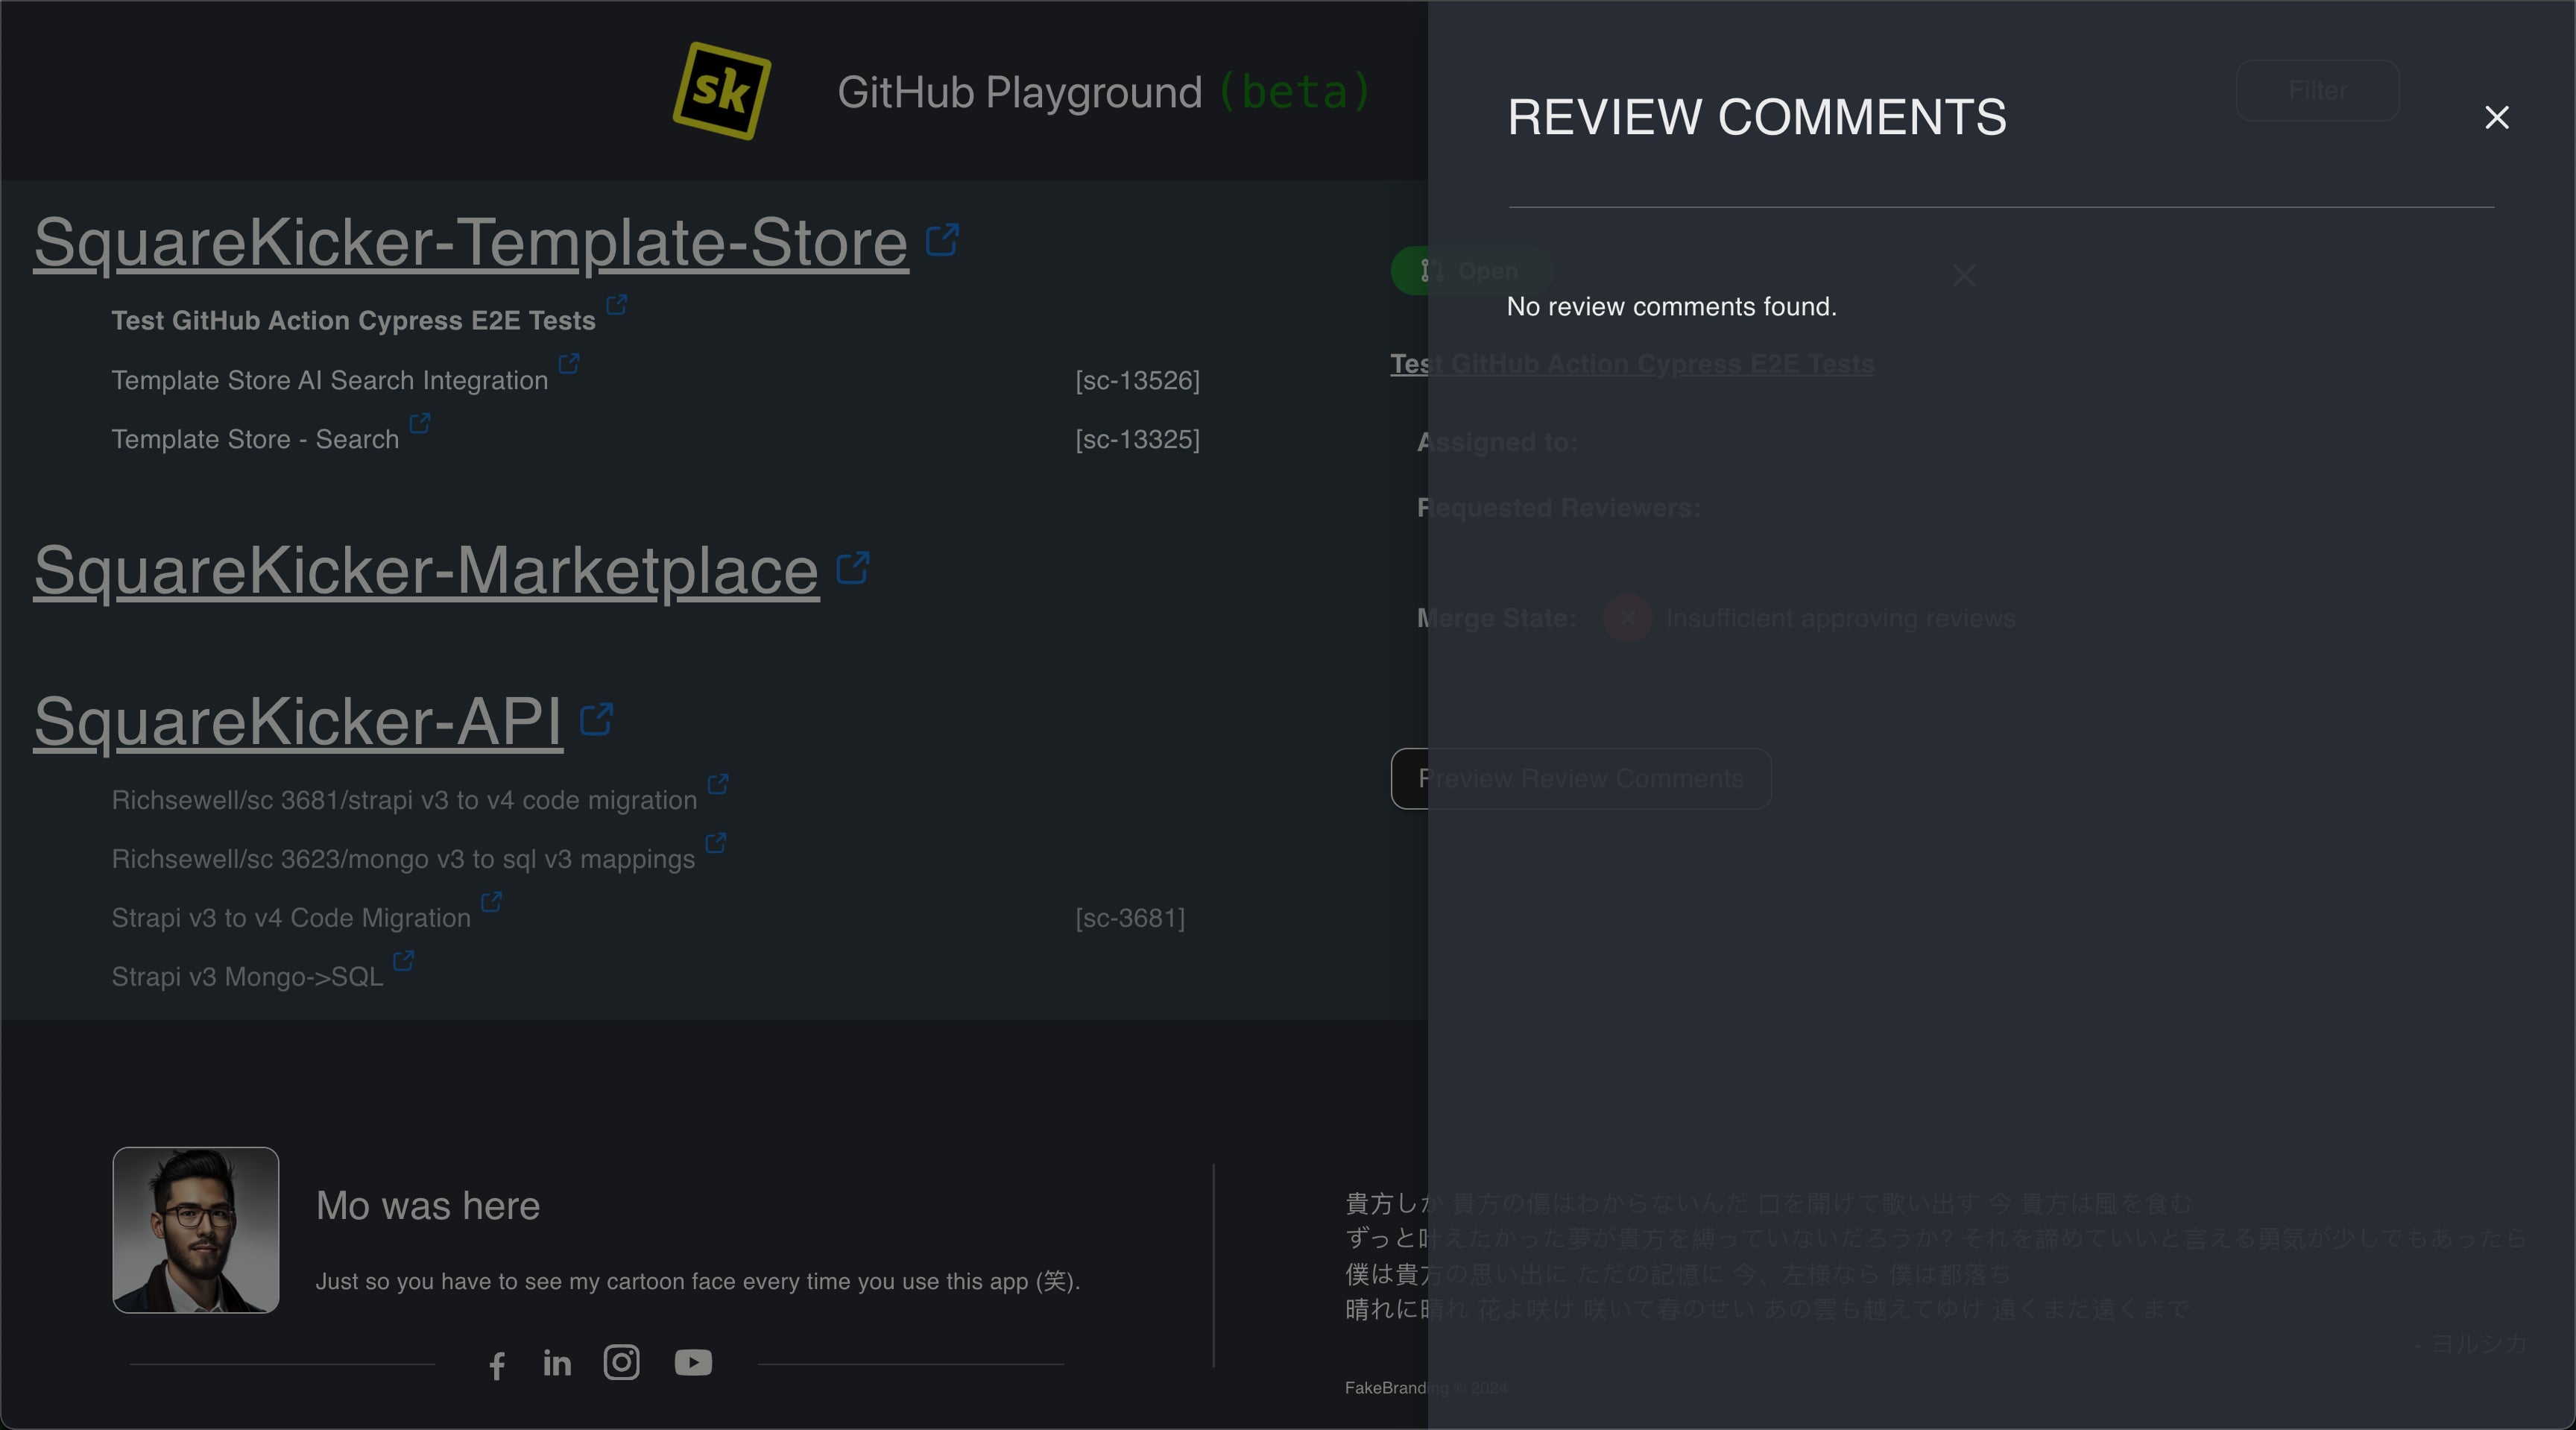 sk
GitHub Playground (beta)
Filter
REVIEW COMMENTS
SquareKicker-Template-Store
Open
No review comments found.
Test GitHub Action Cypress E2E Tests
Test GitHub Action Cypress E2E Tests
Template Store AI Search Integration [sc-13526]
Template Store - Search [sc-13325]
Assigned to:
Requested Reviewers:
SquareKicker-Marketplace
Merge State: Insufficient approving reviews
SquareKicker-API
Preview Review Comments
Richsewell/sc 3681/strapi v3 to v4 code migration
Richsewell/sc 3623/mongo v3 to sql v3 mappings
Strapi v3 to v4 Code Migration [sc-3681]
Strapi v3 Mongo->SQL
Mo was here
Just so you have to see my cartoon face every time you use this app (笑).
貴方しか 貴方の傷はわからないんだ 口を開けて歌い出す 今 貴方は風を食む
ずっと叶えたかった夢が貴方を縛っていないだろうか? それを諦めていいと言える勇気が少しでもあったら
僕は貴方の思い出に ただの記憶に 今、左様なら 僕は都落ち
晴れに晴れ 花よ咲け 咲いて春のせい あの雲も越えてゆけ 遠くまだ遠くまで
- ヨルシカ
FakeBranding © 2024